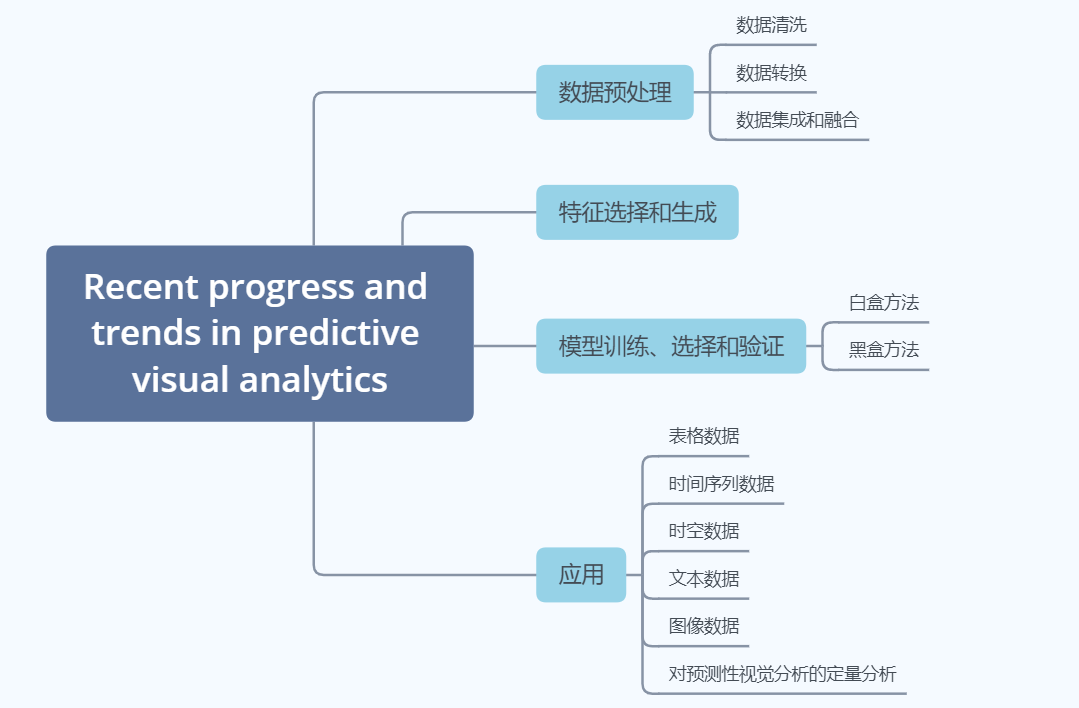 Recent progress and
trends in predictive
visual analytics
数据预处理
数据清洗
数据转换
数据集成和融合
特征选择和生成
模型训练、选择和验证
白盒方法
黑盒方法
应用
表格数据
时间序列数据
时空数据
文本数据
图像数据
对预测性视觉分析的定量分析